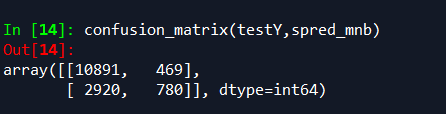 In [14]: confusion_matrix(testY,spred_mnb)
Out[14]:
array([[10891,   469],
       [ 2920,   780]], dtype=int64)